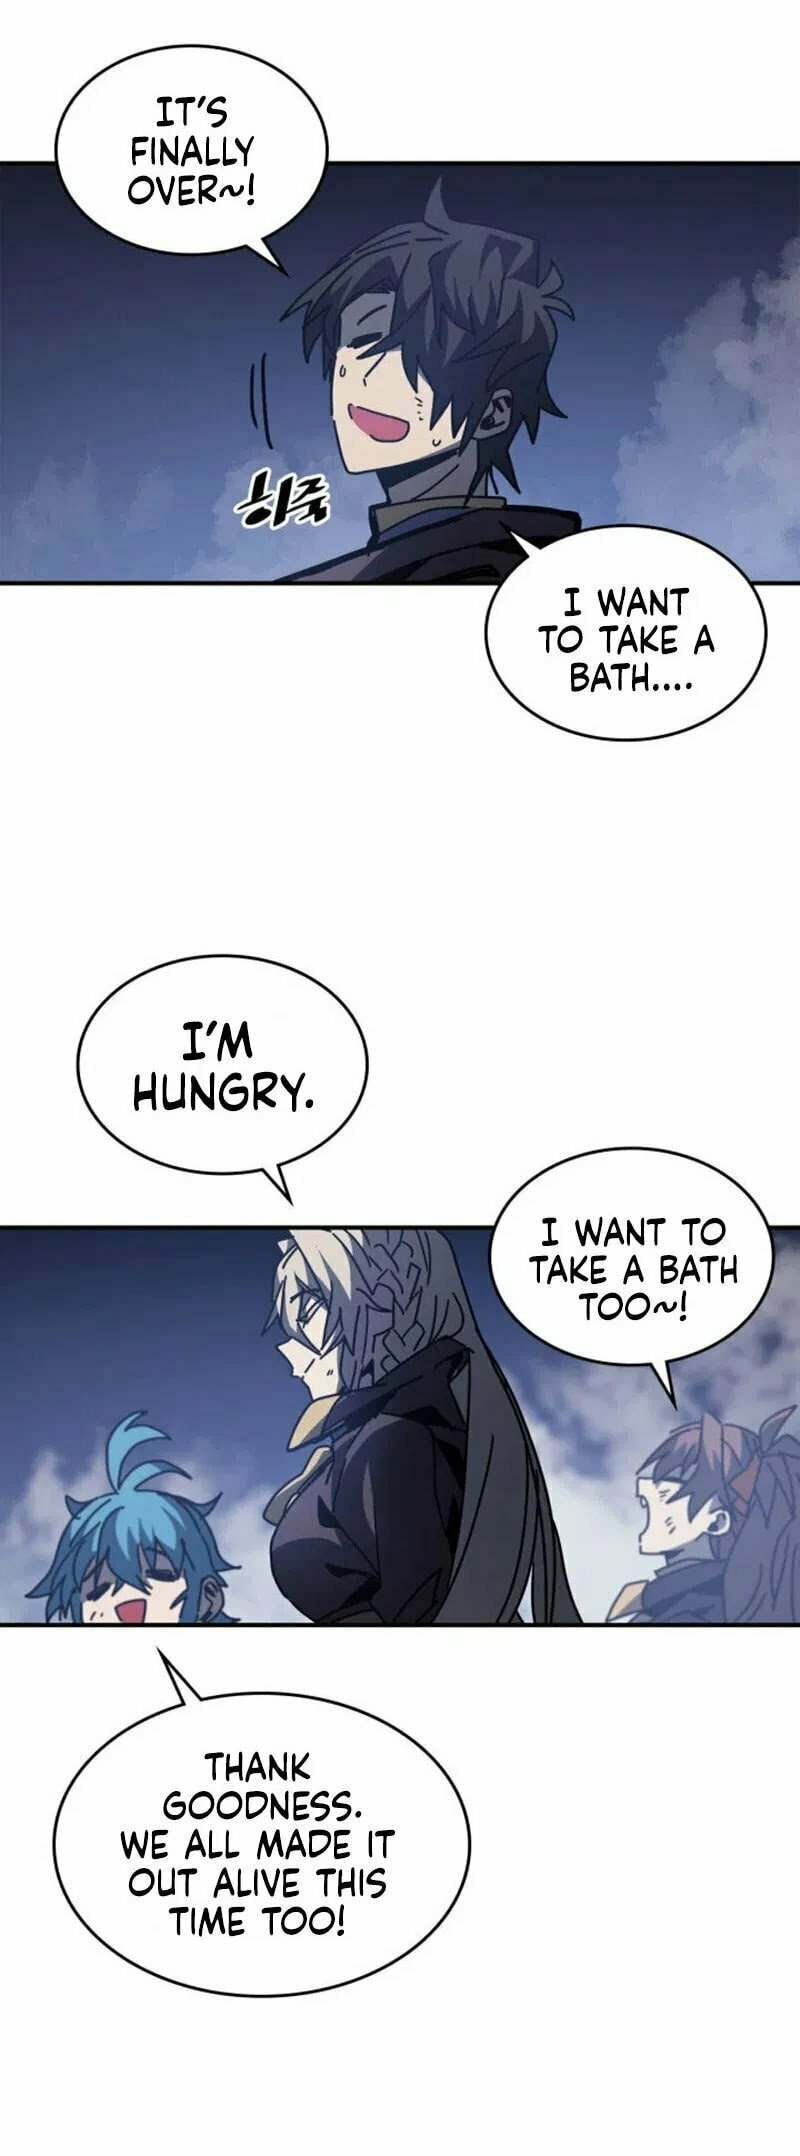 IT'S
FINALLY
OVER~!
히죽
I WANT
TO TAKE A
BATH....
I'M
HUNGRY.
I WANT TO
TAKE A BATH
TOO~!
THANK
GOODNESS.
WE ALL MADE IT
OUT ALIVE THIS
TIME TOO!